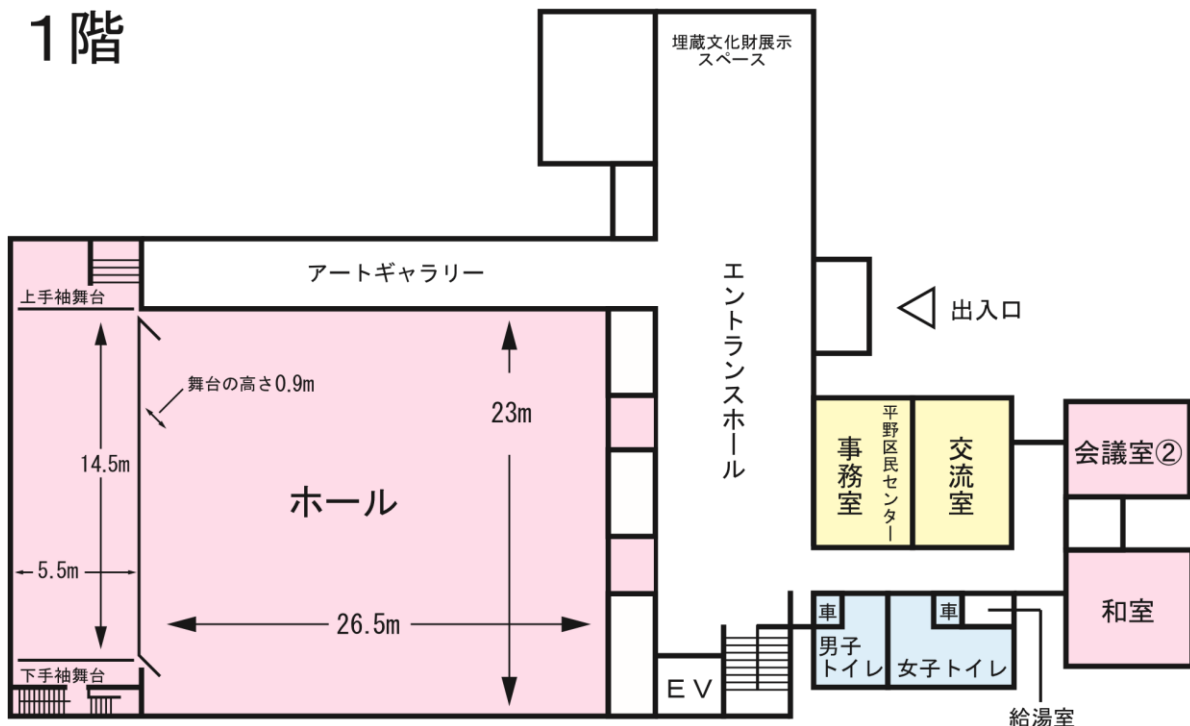 1階
埋蔵文化財展示
スペース
アートギャラリー
エントランスホール
出入口
上手袖舞台
舞台の高さ0.9m
23m
14.5m
ホール
5.5m
26.5m
下手袖舞台
平野区民センター
事務室
交流室
会議室②
和室
車
男子
トイレ
車
女子トイレ
EV
給湯室